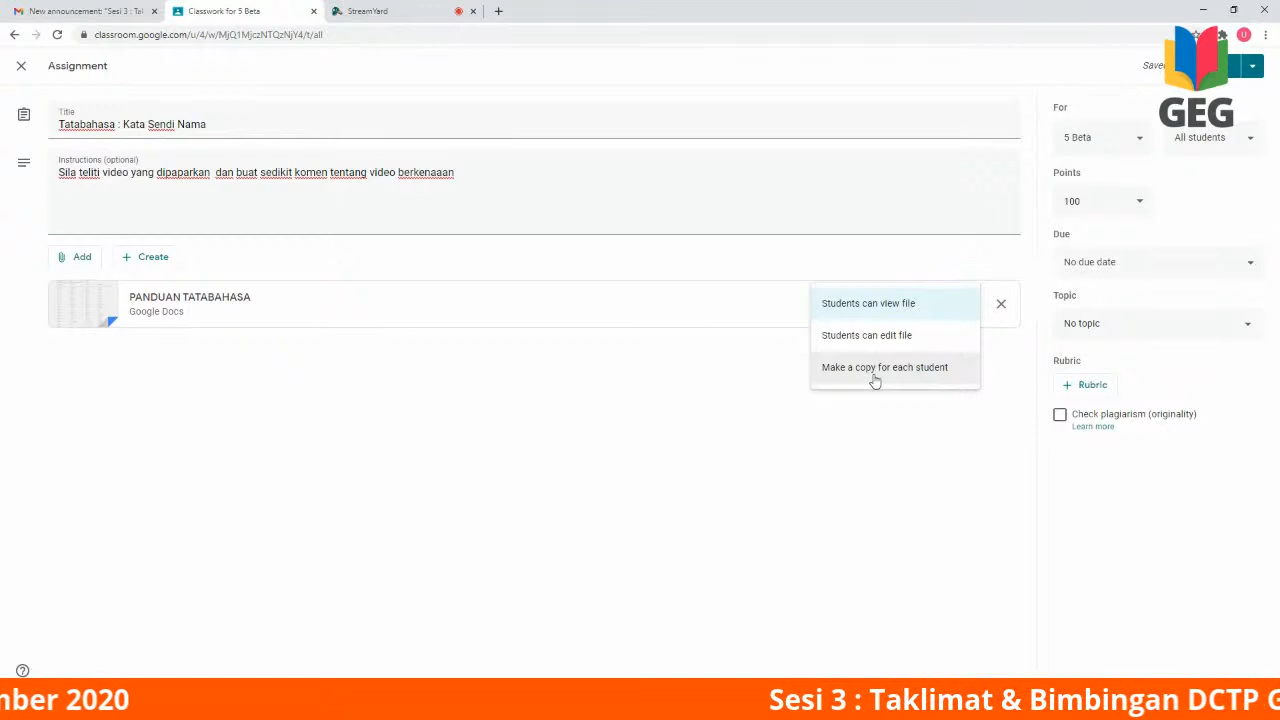 New announcement: "Sesi 3 : Tal
Classwork for 5 Beta
StreamYard
classroom.google.com/u/4/w/MjQ1MjczNTQzNjY4/t/all
U
Assignment
GEG
Title
Tatabahasa : Kata Sendi Nama
Instructions (optional)
Sila teliti video yang dipaparkan dan buat sedikit komen tentang video berkenaaan
Add
Create
PANDUAN TATABAHASA
Google Docs
Students can view file
Students can edit file
Make a copy for each student
For
5 Beta
All students
Points
100
Due
No due date
Topic
No topic
Rubric
Rubric
Check plagiarism (originality)
Learn more
mber 2020
Sesi 3 : Taklimat & Bimbingan DCTP G